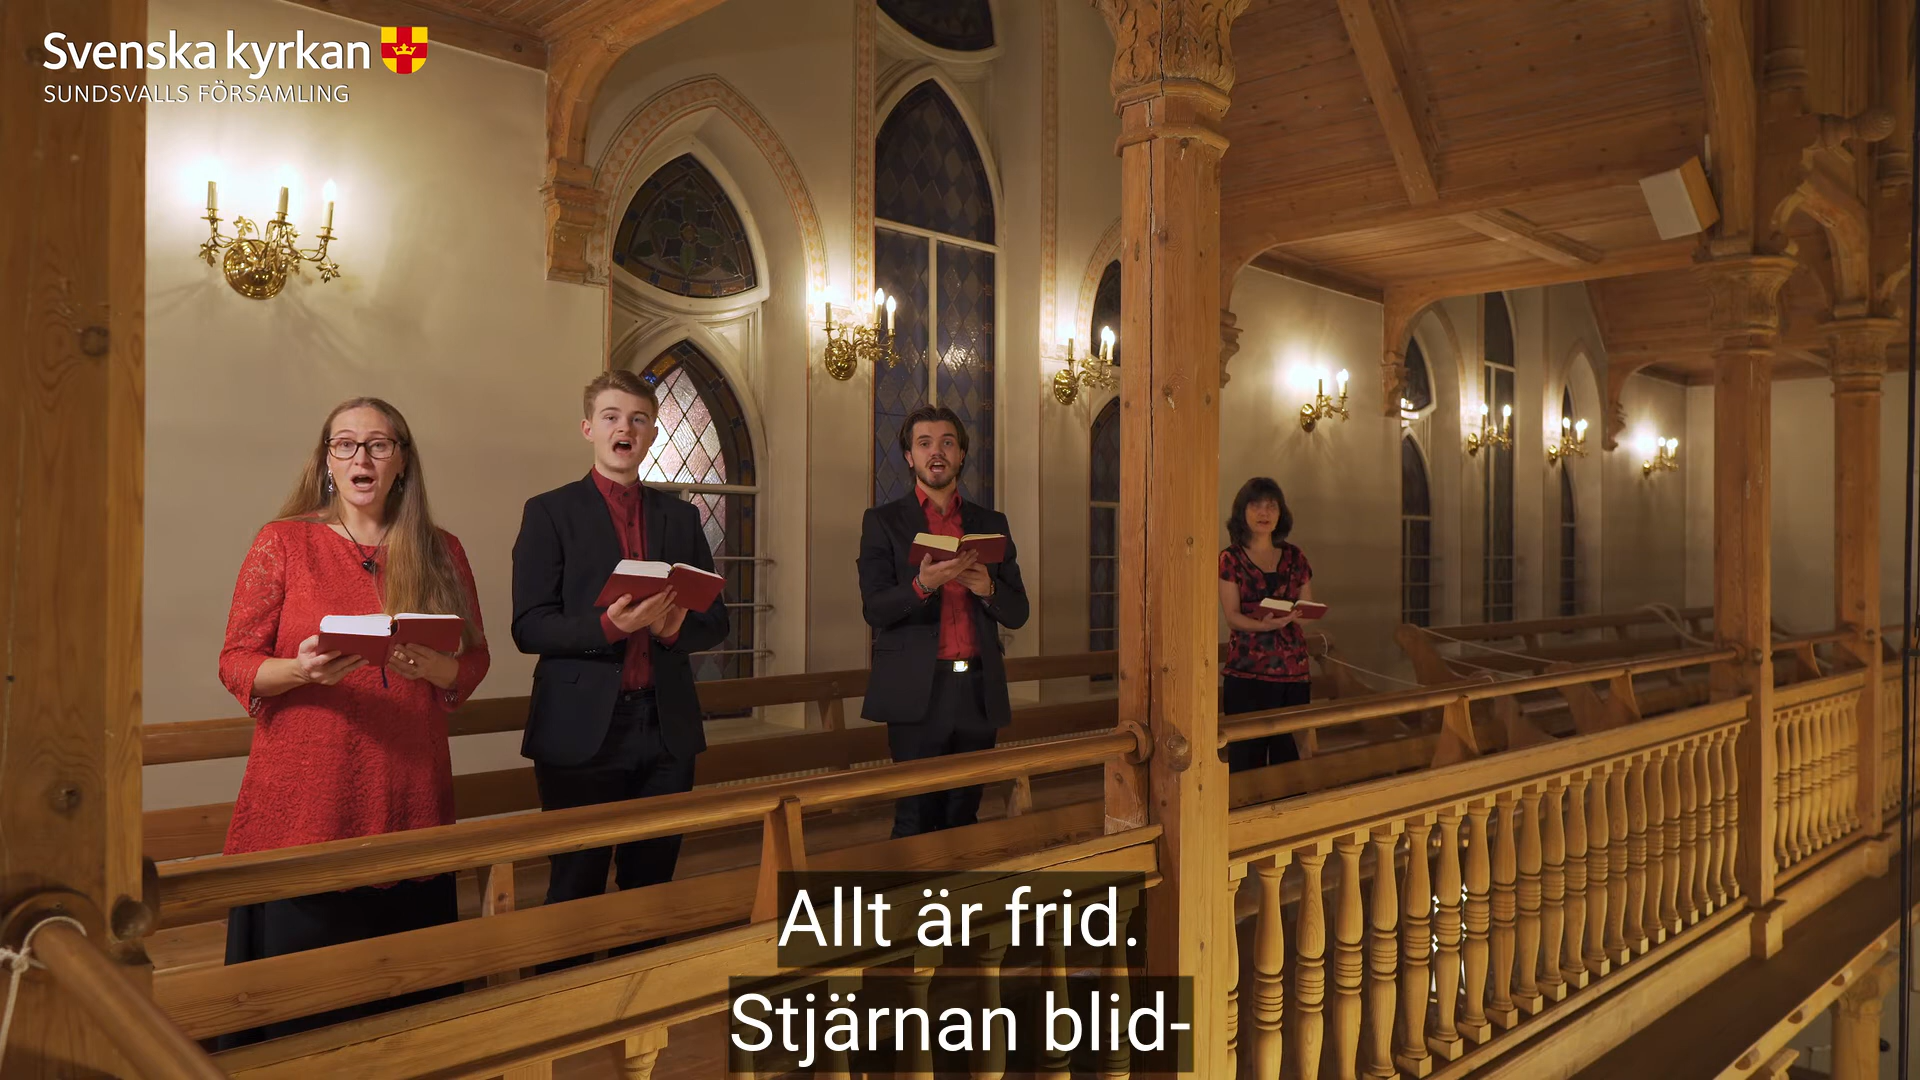 Svenska kyrkan
SUNDSVALLS FÖRSAMLING
Allt är frid.
Stjärnan blid-